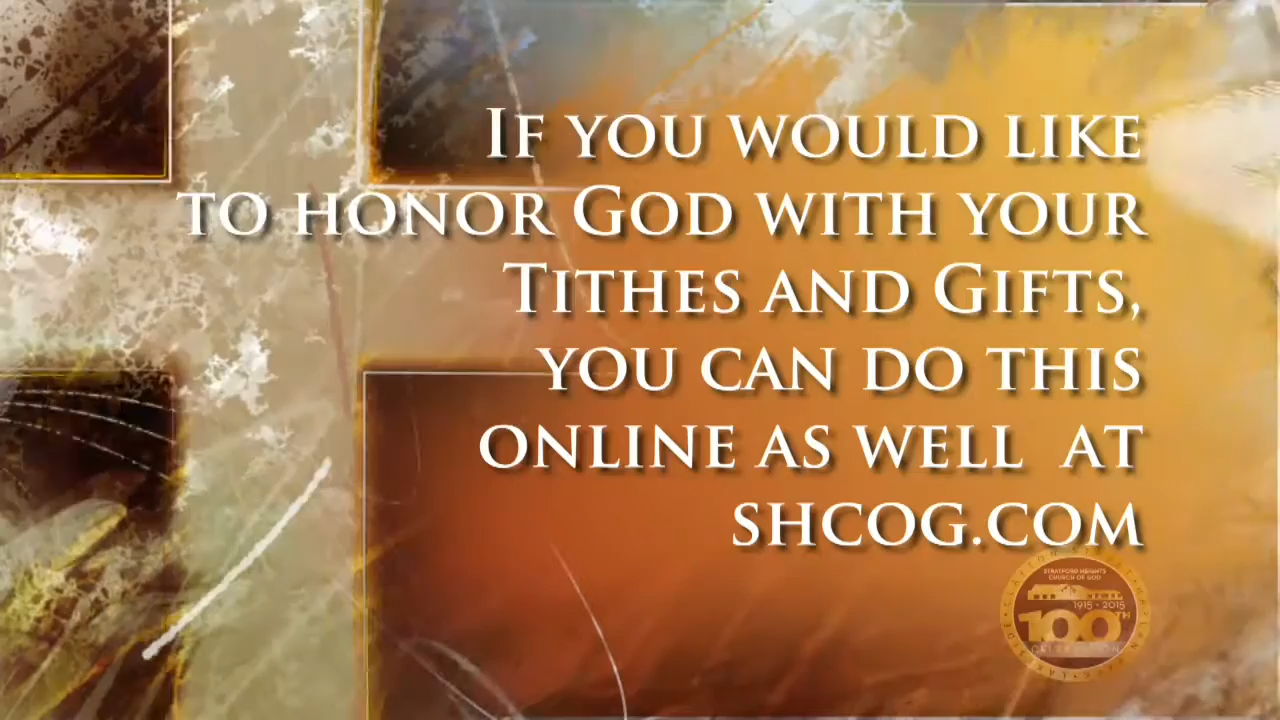 If you would like
to honor God with your
Tithes and Gifts,
you can do this
online as well at
shcog.com
STRATFORD HEIGHTS
CHURCH OF GOD
1915 • 2015
100TH
CELEBRATION